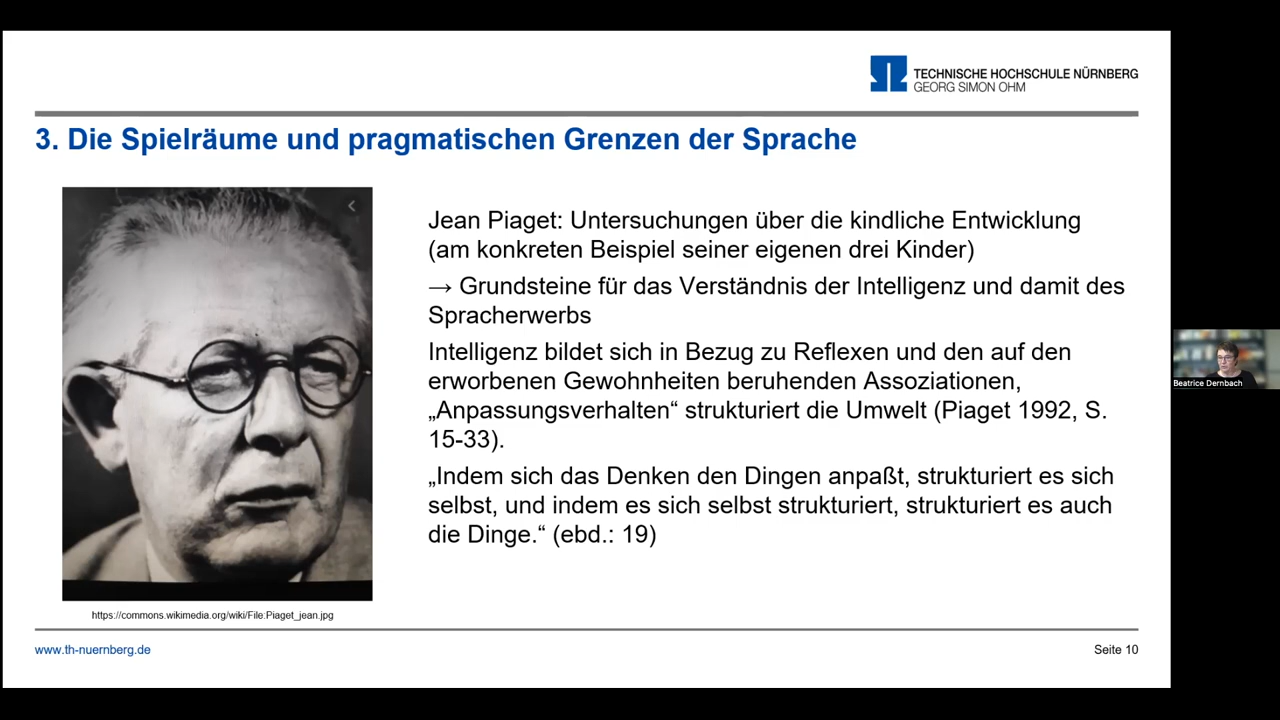 TECHNISCHE HOCHSCHULE NÜRNBERG
GEORG SIMON OHM
3. Die Spielräume und pragmatischen Grenzen der Sprache
Jean Piaget: Untersuchungen über die kindliche Entwicklung
(am konkreten Beispiel seiner eigenen drei Kinder)
→ Grundsteine für das Verständnis der Intelligenz und damit des
Spracherwerbs
Intelligenz bildet sich in Bezug zu Reflexen und den auf den
erworbenen Gewohnheiten beruhenden Assoziationen,
„Anpassungsverhalten“ strukturiert die Umwelt (Piaget 1992, S.
15-33).
„Indem sich das Denken den Dingen anpaßt, strukturiert es sich
selbst, und indem es sich selbst strukturiert, strukturiert es auch
die Dinge.“ (ebd.: 19)
https://commons.wikimedia.org/wiki/File:Piaget_jean.jpg
www.th-nuernberg.de
Seite 10
Beatrice Dernbach